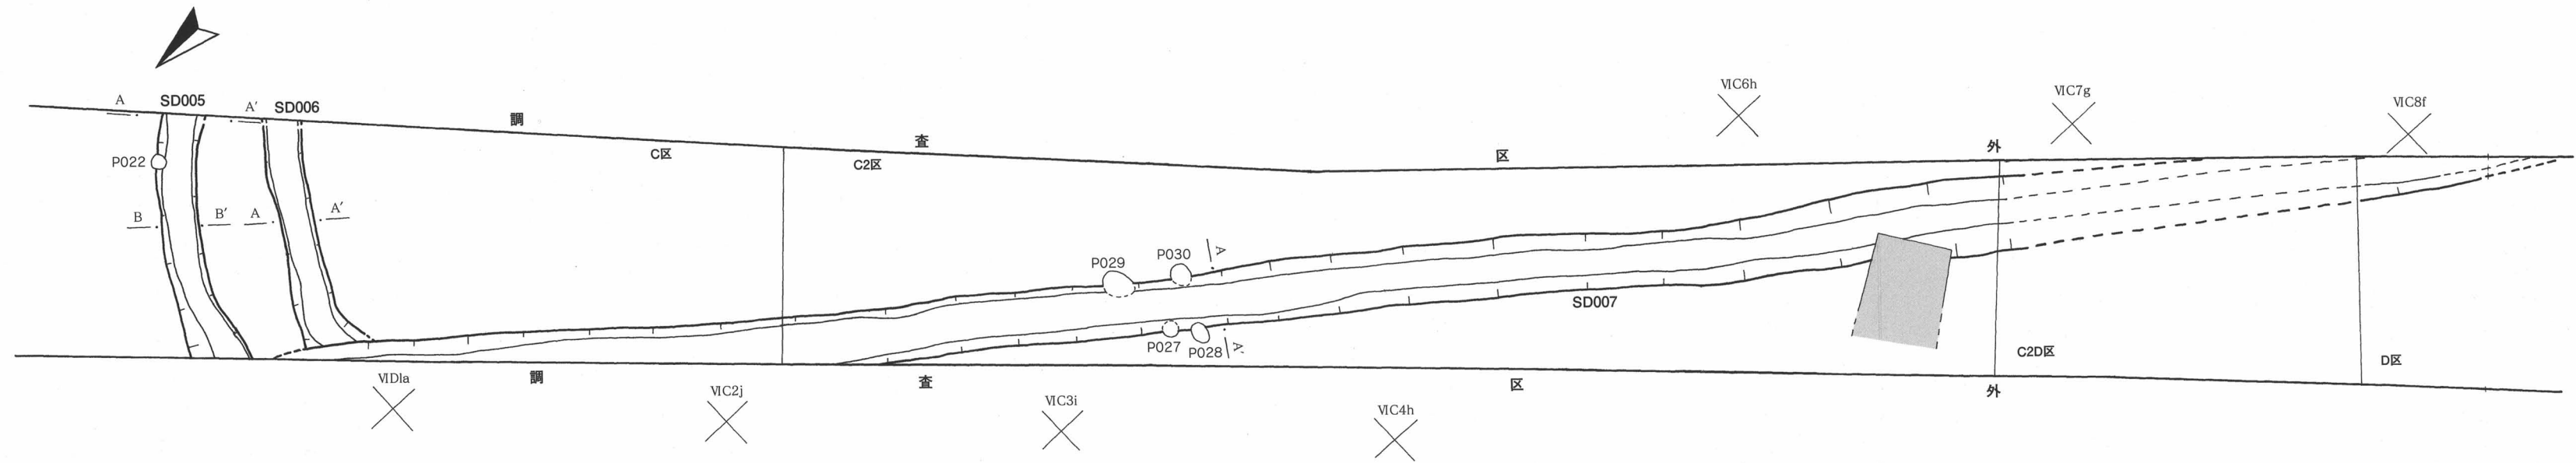 A
SD005
A′
SD006
調
査
区
外
VIC6h
VIC7g
VIC8f
P022
C区
C2区
B
B′
A
A′
P029
P030
A
SD007
P027
P028
A′
C2D区
D区
調
査
区
外
VIDla
VIC2j
VIC3i
VIC4h